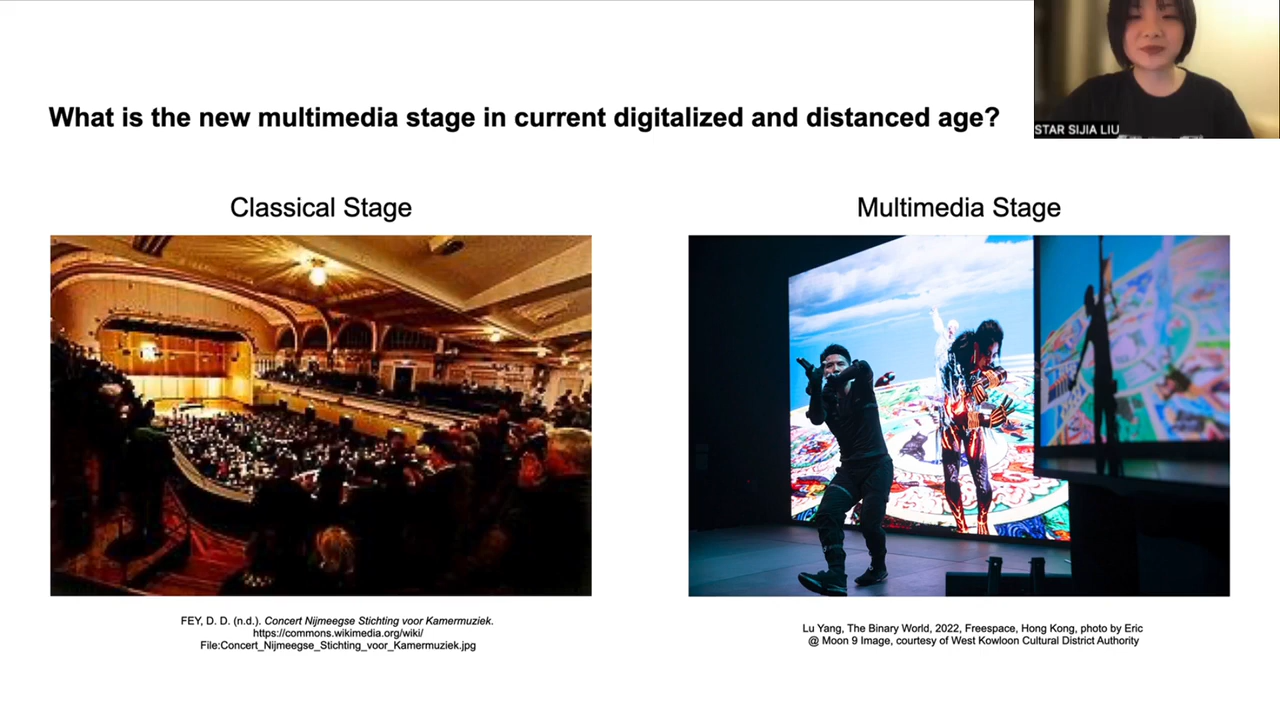 What is the new multimedia stage in current digitalized and distanced age?
STAR SIJIA LIU
Classical Stage
Multimedia Stage
FEY, D. D. (n.d.). Concert Nijmeegse Stichting voor Kamermuziek.
https://commons.wikimedia.org/wiki/
File:Concert_Nijmeegse_Stichting_voor_Kamermuziek.jpg
Lu Yang, The Binary World, 2022, Freespace, Hong Kong, photo by Eric
@ Moon 9 Image, courtesy of West Kowloon Cultural District Authority